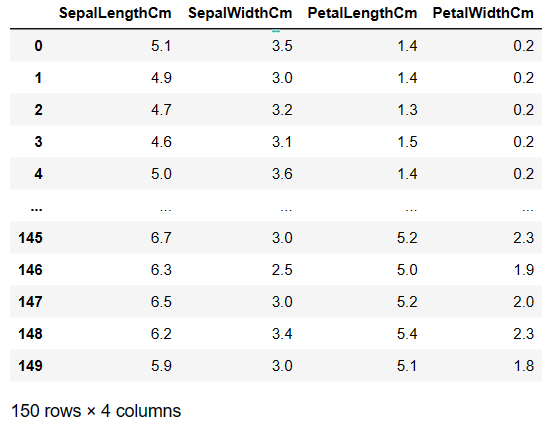 SepalLengthCm SepalWidthCm PetalLengthCm PetalWidthCm
0 5.1 3.5 1.4 0.2
1 4.9 3.0 1.4 0.2
2 4.7 3.2 1.3 0.2
3 4.6 3.1 1.5 0.2
4 5.0 3.6 1.4 0.2
... ... ... ... ...
145 6.7 3.0 5.2 2.3
146 6.3 2.5 5.0 1.9
147 6.5 3.0 5.2 2.0
148 6.2 3.4 5.4 2.3
149 5.9 3.0 5.1 1.8
150 rows × 4 columns